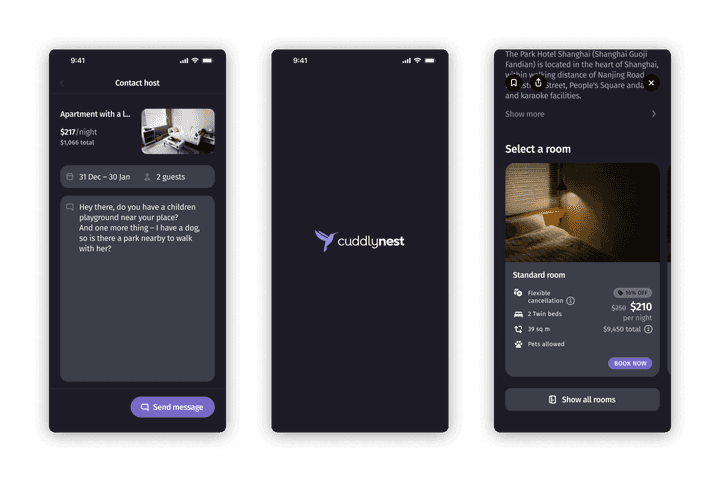 9:41
Contact host
Apartment with a l...
$217/night
$1,066 total
31 Dec – 30 Jan
2 guests
Hey there, do you have a children
playground near your place?
And one more thing – I have a dog,
so is there a park nearby to walk
with her?
Send message
9:41
cuddlynest
The Park Hotel Shanghai (Shanghai Guoji
Fandian) is located in the heart of Shanghai,
within walking distance of Nanjing Road
Street, People's Square and
and karaoke facilities.
Show more
Select a room
Standard room
Flexible
cancellation
2 Twin beds
39 sq m
Pets allowed
16% OFF
$250 $210
per night
$9,450 total
BOOK NOW
Show all rooms